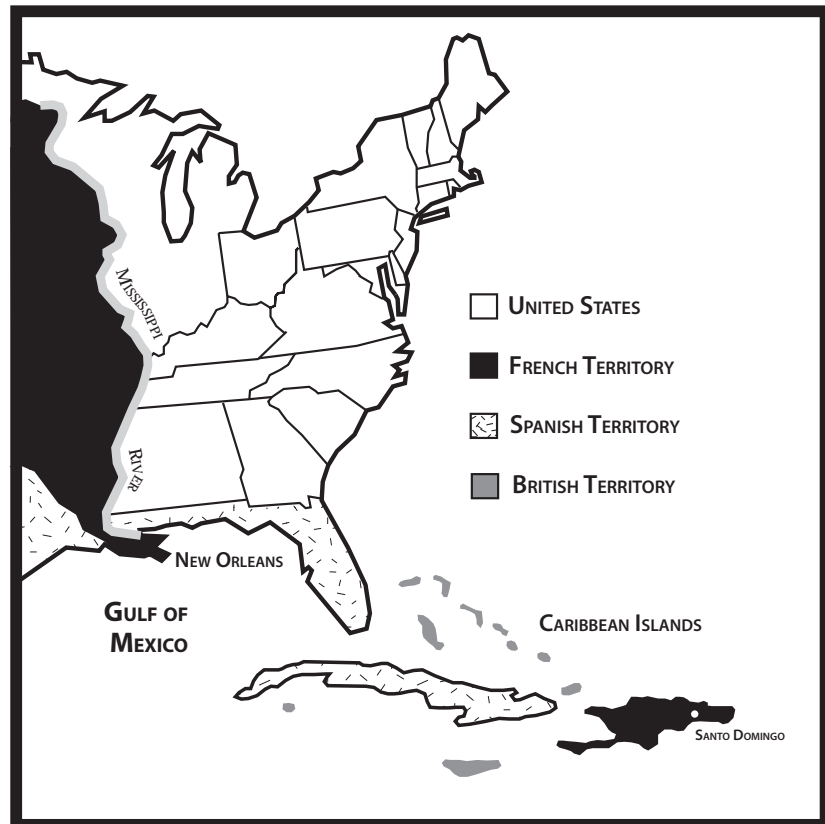 Mississippi
River
United States
French Territory
Spanish Territory
British Territory
New Orleans
Gulf of
Mexico
Caribbean Islands
Santo Domingo